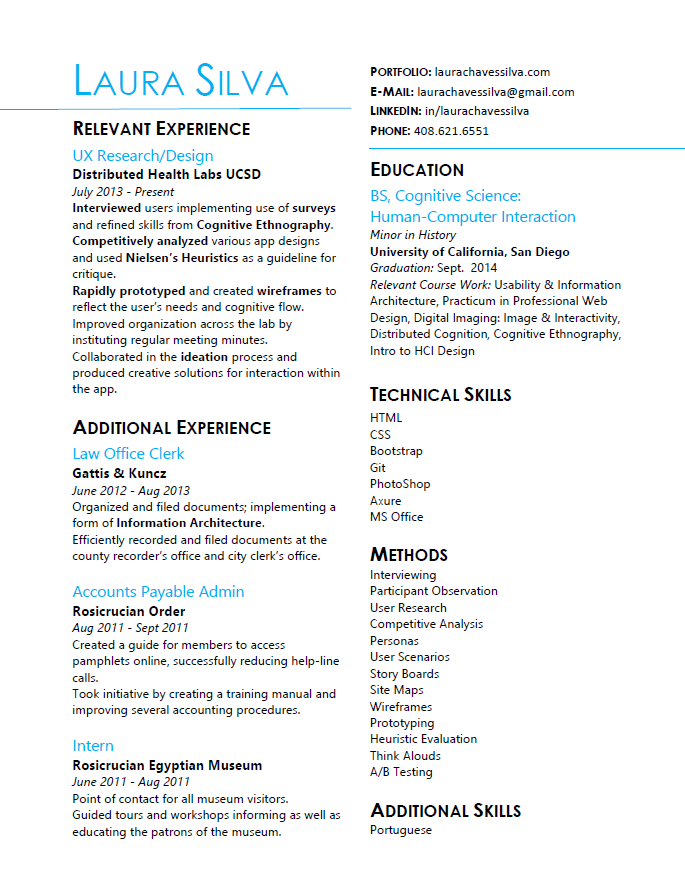 LAURA SILVA
RELEVANT EXPERIENCE
UX Research/Design
Distributed Health Labs UCSD
July 2013 - Present
Interviewed users implementing use of surveys
and refined skills from Cognitive Ethnography.
Competitively analyzed various app designs
and used Nielsen's Heuristics as a guideline for
critique.
Rapidly prototyped and created wireframes to
reflect the user's needs and cognitive flow.
Improved organization across the lab by
instituting regular meeting minutes.
Collaborated in the ideation process and
produced creative solutions for interaction within
the app.
ADDITIONAL EXPERIENCE
Law Office Clerk
Gattis & Kuncz
June 2012 - Aug 2013
Organized and filed documents; implementing a
form of Information Architecture.
Efficiently recorded and filed documents at the
county recorder's office and city clerk's office.
Accounts Payable Admin
Rosicrucian Order
Aug 2011 - Sept 2011
Created a guide for members to access
pamphlets online, successfully reducing help-line
calls.
Took initiative by creating a training manual and
improving several accounting procedures.
Intern
Rosicrucian Egyptian Museum
June 2011 - Aug 2011
Point of contact for all museum visitors.
Guided tours and workshops informing as well as
educating the patrons of the museum.
PORTFOLIO: laurachavessilva.com
E-MAIL: laurachavessilva@gmail.com
LINKEDIN: in/laurachavessilva
PHONE: 408.621.6551
EDUCATION
BS, Cognitive Science:
Human-Computer Interaction
Minor in History
University of California, San Diego
Graduation: Sept. 2014
Relevant Course Work: Usability & Information
Architecture, Practicum in Professional Web
Design, Digital Imaging: Image & Interactivity,
Distributed Cognition, Cognitive Ethnography,
Intro to HCI Design
TECHNICAL SKILLS
HTML
CSS
Bootstrap
Git
PhotoShop
Axure
MS Office
METHODS
Interviewing
Participant Observation
User Research
Competitive Analysis
Personas
User Scenarios
Story Boards
Site Maps
Wireframes
Prototyping
Heuristic Evaluation
Think Alouds
A/B Testing
ADDITIONAL SKILLS
Portuguese